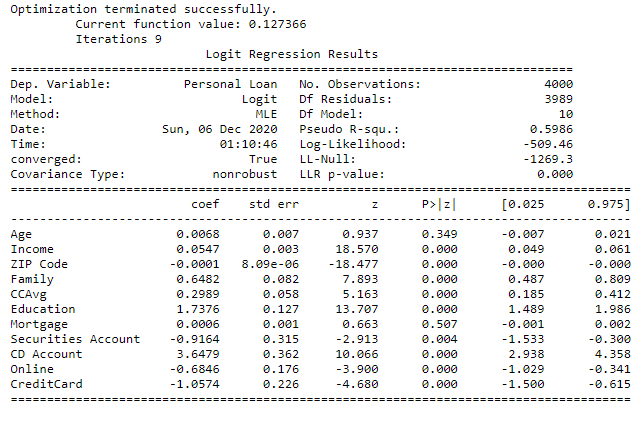 Optimization terminated successfully.
Current function value: 0.127366
Iterations 9
Logit Regression Results
==============================================================================
Dep. Variable: Personal Loan No. Observations: 4000
Model: Logit Df Residuals: 3989
Method: MLE Df Model: 10
Date: Sun, 06 Dec 2020 Pseudo R-squ.: 0.5986
Time: 01:10:46 Log-Likelihood: -509.46
converged: True LL-Null: -1269.3
Covariance Type: nonrobust LLR p-value: 0.000
======================================================================================
coef std err z P>|z| [0.025 0.975]
--------------------------------------------------------------------------------------
Age 0.0068 0.007 0.937 0.349 -0.007 0.021
Income 0.0547 0.003 18.570 0.000 0.049 0.061
ZIP Code -0.0001 8.09e-06 -18.477 0.000 -0.000 -0.000
Family 0.6482 0.082 7.893 0.000 0.487 0.809
CCAvg 0.2989 0.058 5.163 0.000 0.185 0.412
Education 1.7376 0.127 13.707 0.000 1.489 1.986
Mortgage 0.0006 0.001 0.663 0.507 -0.001 0.002
Securities Account -0.9164 0.315 -2.913 0.004 -1.533 -0.300
CD Account 3.6479 0.362 10.066 0.000 2.938 4.358
Online -0.6846 0.176 -3.900 0.000 -1.029 -0.341
CreditCard -1.0574 0.226 -4.680 0.000 -1.500 -0.615
======================================================================================